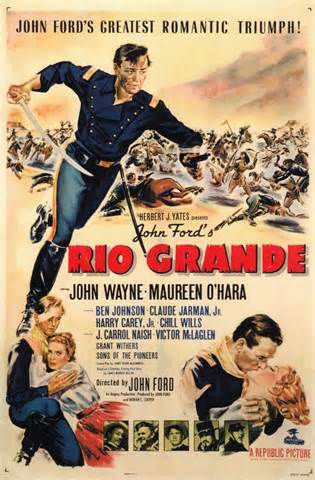 JOHN FORD'S GREATEST ROMANTIC TRIUMPH!
HERBERT J. YATES presents
John Ford's
RIO GRANDE
JOHN WAYNE · MAUREEN O'HARA
BEN JOHNSON · CLAUDE JARMAN, JR.
HARRY CAREY, JR. · CHILL WILLS
J. CARROL NAISH · VICTOR McLAGLEN
GRANT WITHERS
SONS OF THE PIONEERS
Directed by JOHN FORD
A REPUBLIC PICTURE